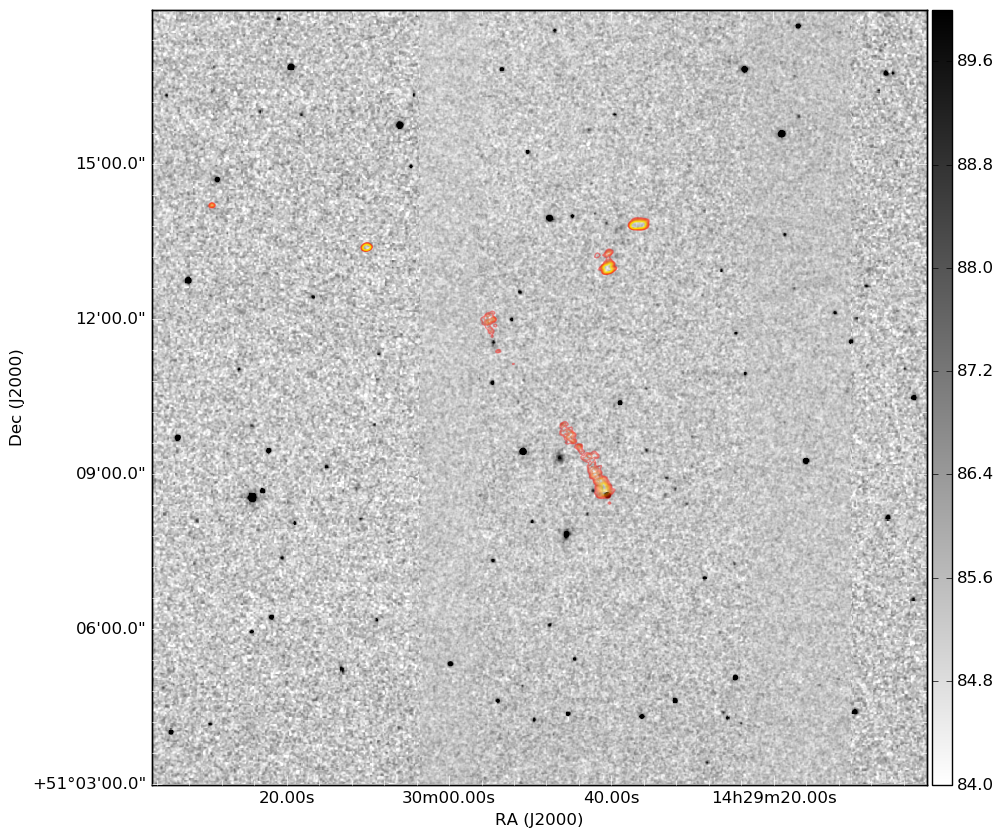 89.6
15'00.0"
88.8
88.0
12'00.0"
87.2
Dec (J2000)
09'00.0"
86.4
85.6
06'00.0"
84.8
+51°03'00.0"
84.0
20.00s
30m00.00s
40.00s
14h29m20.00s
RA (J2000)